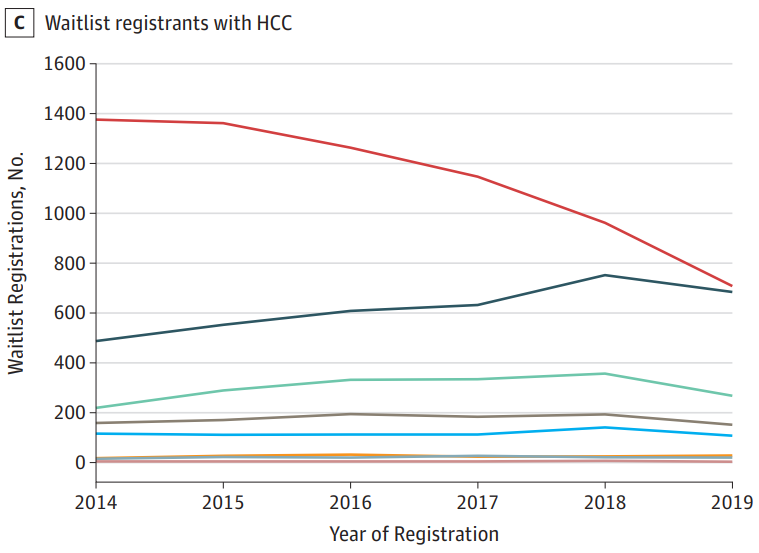 C Waitlist registrants with HCC
1600
1400
1200
1000
800
600
400
200
0
Waitlist Registrations, No.
2014 2015 2016 2017 2018 2019
Year of Registration